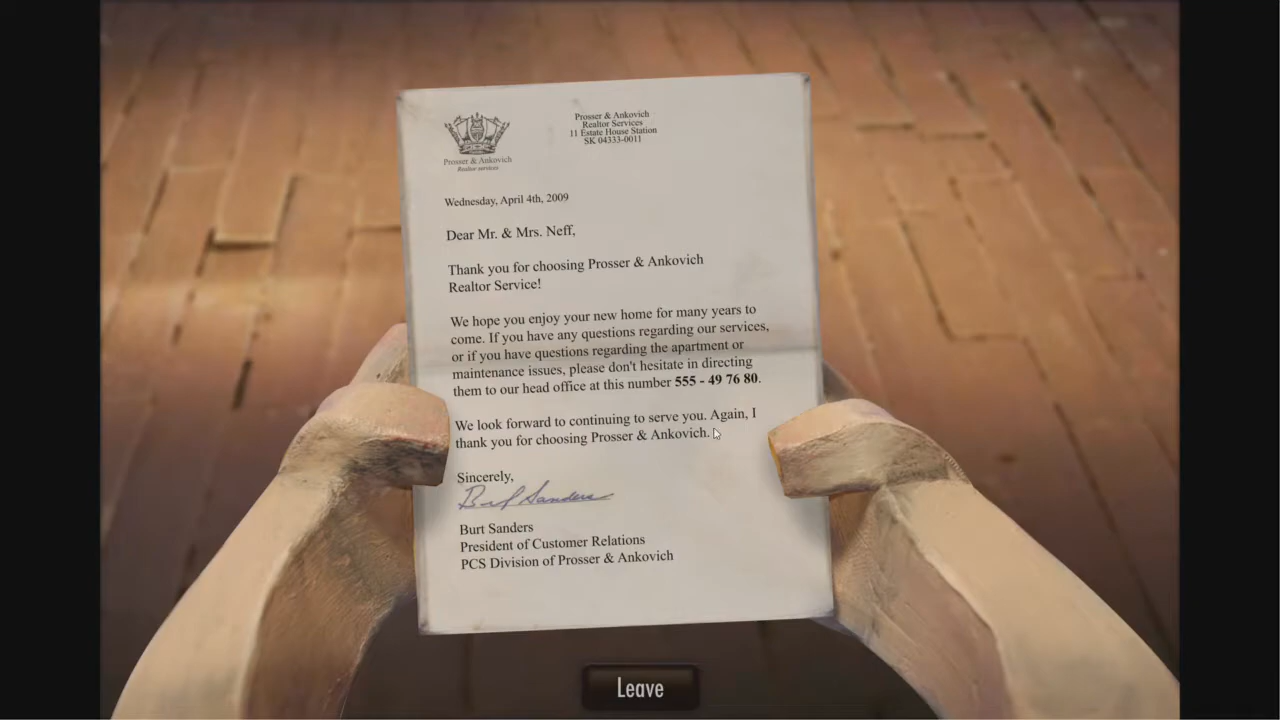 Prosser & Ankovich
Realtor services
Prosser & Ankovich
Realtor Services
11 Estate House Station
SK 04333-0011
Wednesday, April 4th, 2009
Dear Mr. & Mrs. Neff,
Thank you for choosing Prosser & Ankovich
Realtor Service!
We hope you enjoy your new home for many years to
come. If you have any questions regarding our services,
or if you have questions regarding the apartment or
maintenance issues, please don't hesitate in directing
them to our head office at this number 555 - 49 76 80.
We look forward to continuing to serve you. Again, I
thank you for choosing Prosser & Ankovich.
Sincerely,
Burt Sanders
Burt Sanders
President of Customer Relations
PCS Division of Prosser & Ankovich
Leave